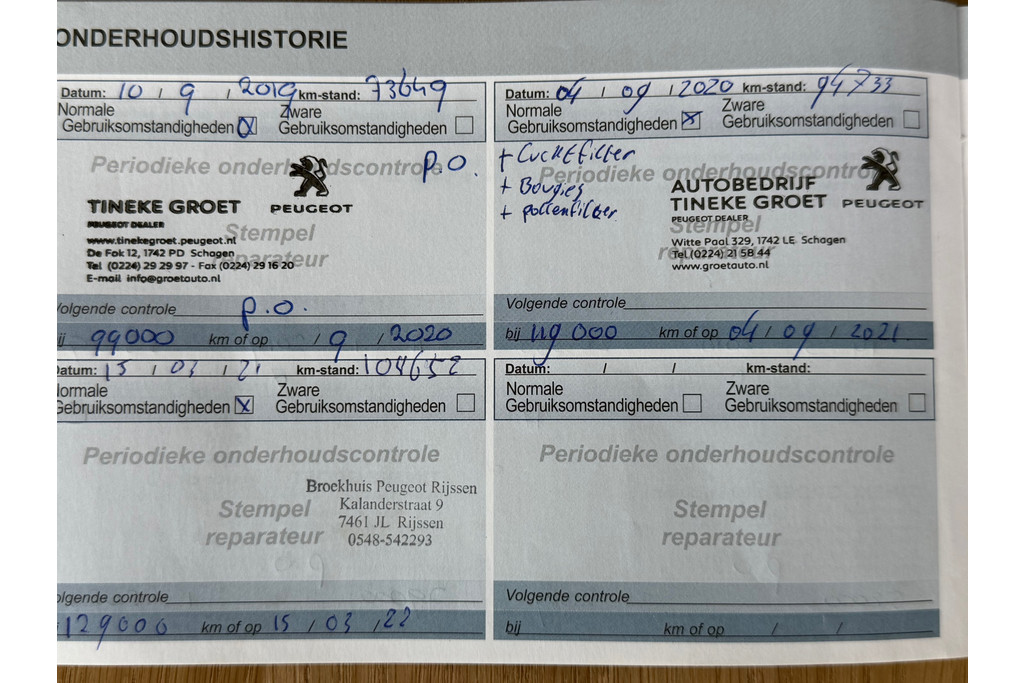 ONDERHOUDSHISTORIE
Datum: 10 / 9 / 2019 km-stand: 73649
Normale Zware
Gebruiksomstandigheden X Gebruiksomstandigheden
Periodieke onderhoudscontrole P.O.
TINEKE GROET PEUGEOT
PEUGEOT DEALER
www.tinekegroet.peugeot.nl Stempel
De Fok 12, 1742 PD Schagen
Tel (0224) 29 29 97 - Fax (0224) 29 16 20 reparateur
E-mail info@groetauto.nl
Volgende controle P.O.
bij 99000 km of op / 9 / 2020
Datum: 04 / 09 / 2020 km-stand: 94733
Normale Zware
Gebruiksomstandigheden X Gebruiksomstandigheden
+ Luchtfilter
Periodieke onderhoudscontrole
+ Bougies
+ pollenfilter
AUTOBEDRIJF
TINEKE GROET PEUGEOT
PEUGEOT DEALER
Stempel
Witte Paal 329, 1742 LE Schagen
reparateur Tel (0224) 21 58 44
www.groetauto.nl
Volgende controle
bij 119000 km of op 04 / 09 / 2021
Datum: 15 / 03 / 21 km-stand: 104652
Normale Zware
Gebruiksomstandigheden X Gebruiksomstandigheden
Periodieke onderhoudscontrole
Broekhuis Peugeot Rijssen
Stempel Kalanderstraat 9
7461 JL Rijssen
reparateur 0548-542293
Volgende controle
129000 km of op 15 / 03 / 22
Datum: / / km-stand:
Normale Zware
Gebruiksomstandigheden Gebruiksomstandigheden
Periodieke onderhoudscontrole
Stempel
reparateur
Volgende controle
bij km of op / /